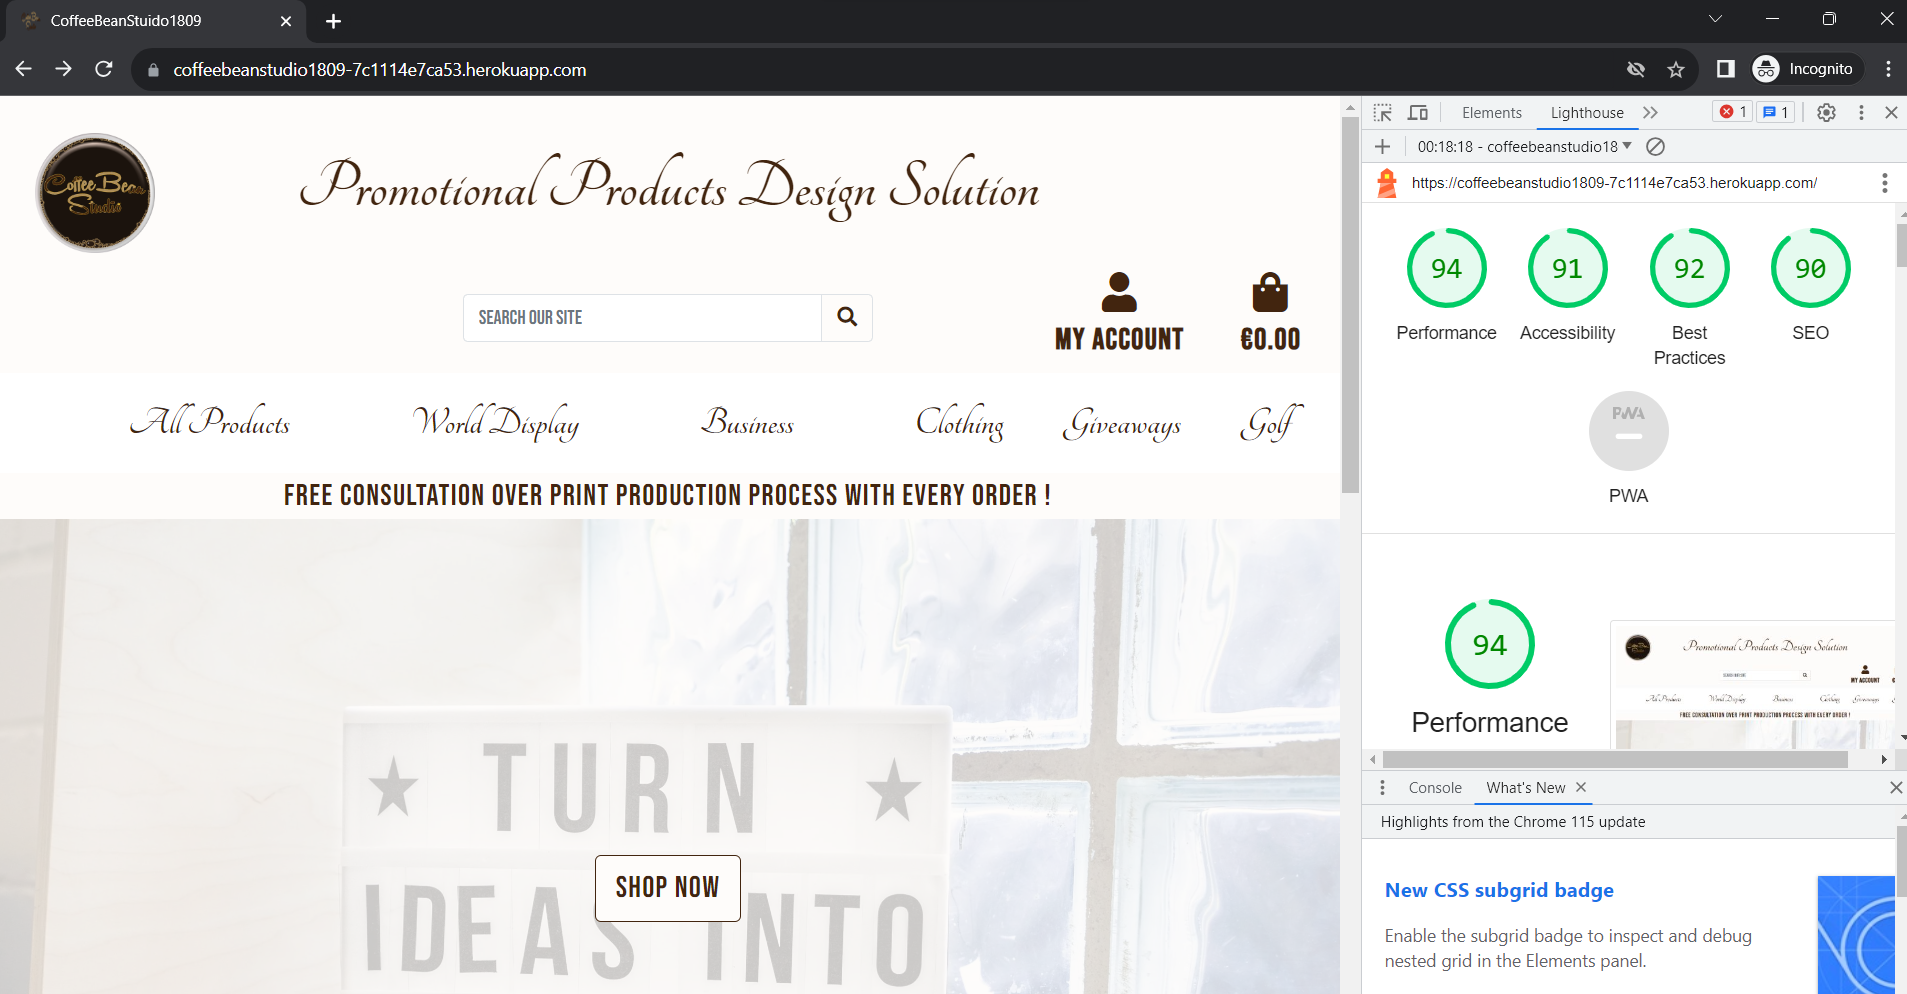 CoffeeBeanStuido1809
coffeebeanstudio1809-7c1114e7ca53.herokuapp.com
Incognito
Coffee Bean
Studio
Promotional Products Design Solution
SEARCH OUR SITE
MY ACCOUNT
€0.00
All Products World Display Business Clothing Giveaways Golf
FREE CONSULTATION OVER PRINT PRODUCTION PROCESS WITH EVERY ORDER !
TURN
IDEAS INTO
SHOP NOW
Elements Lighthouse 1 1
00:18:18 - coffeebeanstudio18
https://coffeebeanstudio1809-7c1114e7ca53.herokuapp.com/
94 91 92 90
Performance Accessibility Best Practices SEO
PWA
PWA
94
Performance
Promotional Products Design Solution
SEARCH OUR SITE
MY ACCOUNT
All Products World Display Business Clothing Giveaways
FREE CONSULTATION OVER PRINT PRODUCTION PROCESS WITH EVERY ORDER !
Console What's New
Highlights from the Chrome 115 update
New CSS subgrid badge
Enable the subgrid badge to inspect and debug
nested grid in the Elements panel.